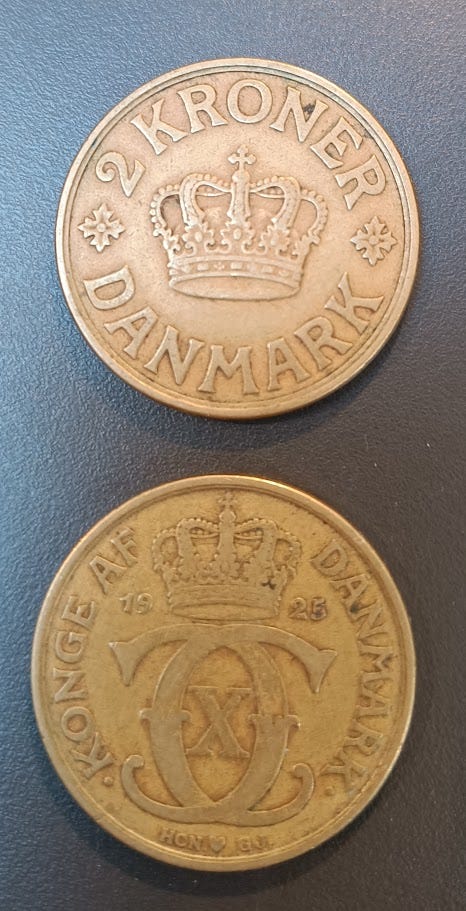 2 KRONER
DANMARK
KONGE AF DANMARK
19 25
X
HCN♥ GJ